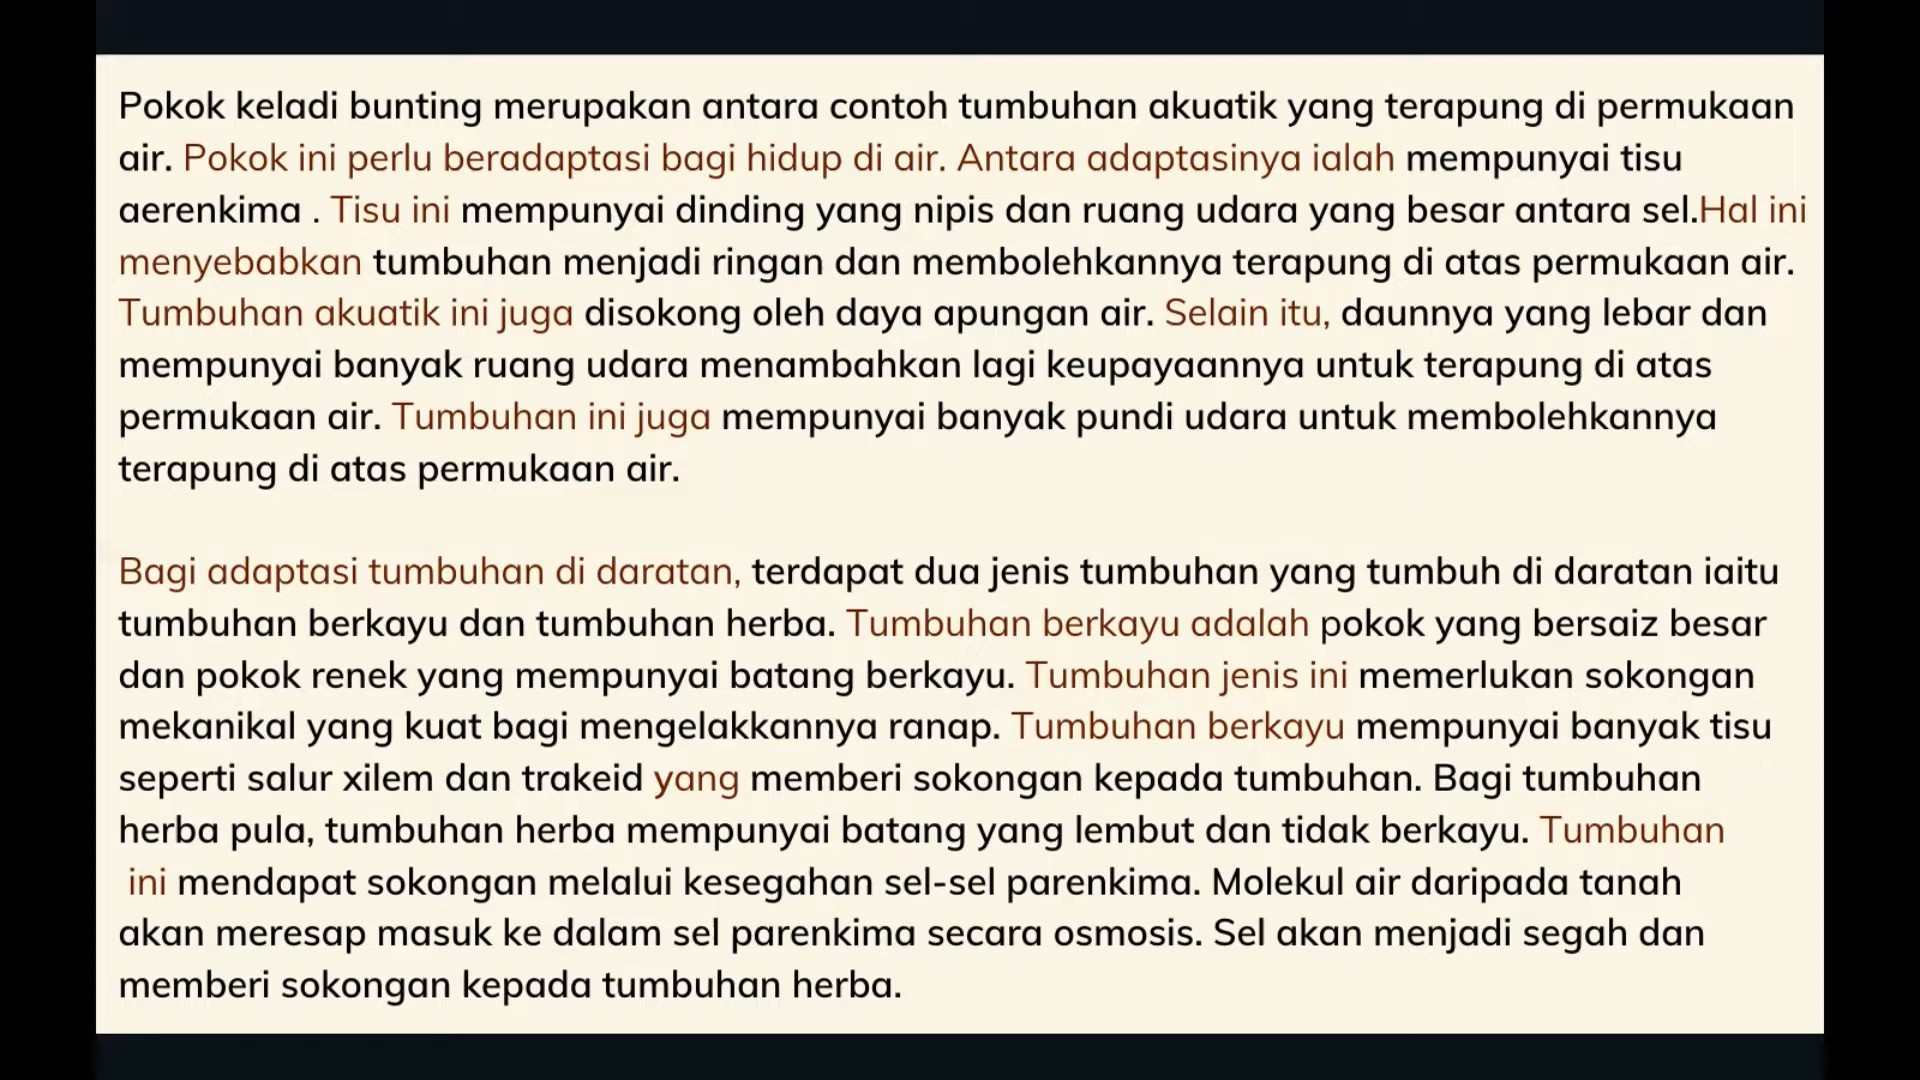 Pokok keladi bunting merupakan antara contoh tumbuhan akuatik yang terapung di permukaan
air. Pokok ini perlu beradaptasi bagi hidup di air. Antara adaptasinya ialah mempunyai tisu
aerenkima . Tisu ini mempunyai dinding yang nipis dan ruang udara yang besar antara sel.Hal ini
menyebabkan tumbuhan menjadi ringan dan membolehkannya terapung di atas permukaan air.
Tumbuhan akuatik ini juga disokong oleh daya apungan air. Selain itu, daunnya yang lebar dan
mempunyai banyak ruang udara menambahkan lagi keupayaannya untuk terapung di atas
permukaan air. Tumbuhan ini juga mempunyai banyak pundi udara untuk membolehkannya
terapung di atas permukaan air.
Bagi adaptasi tumbuhan di daratan, terdapat dua jenis tumbuhan yang tumbuh di daratan iaitu
tumbuhan berkayu dan tumbuhan herba. Tumbuhan berkayu adalah pokok yang bersaiz besar
dan pokok renek yang mempunyai batang berkayu. Tumbuhan jenis ini memerlukan sokongan
mekanikal yang kuat bagi mengelakkannya ranap. Tumbuhan berkayu mempunyai banyak tisu
seperti salur xilem dan trakeid yang memberi sokongan kepada tumbuhan. Bagi tumbuhan
herba pula, tumbuhan herba mempunyai batang yang lembut dan tidak berkayu. Tumbuhan
ini mendapat sokongan melalui kesegahan sel-sel parenkima. Molekul air daripada tanah
akan meresap masuk ke dalam sel parenkima secara osmosis. Sel akan menjadi segah dan
memberi sokongan kepada tumbuhan herba.